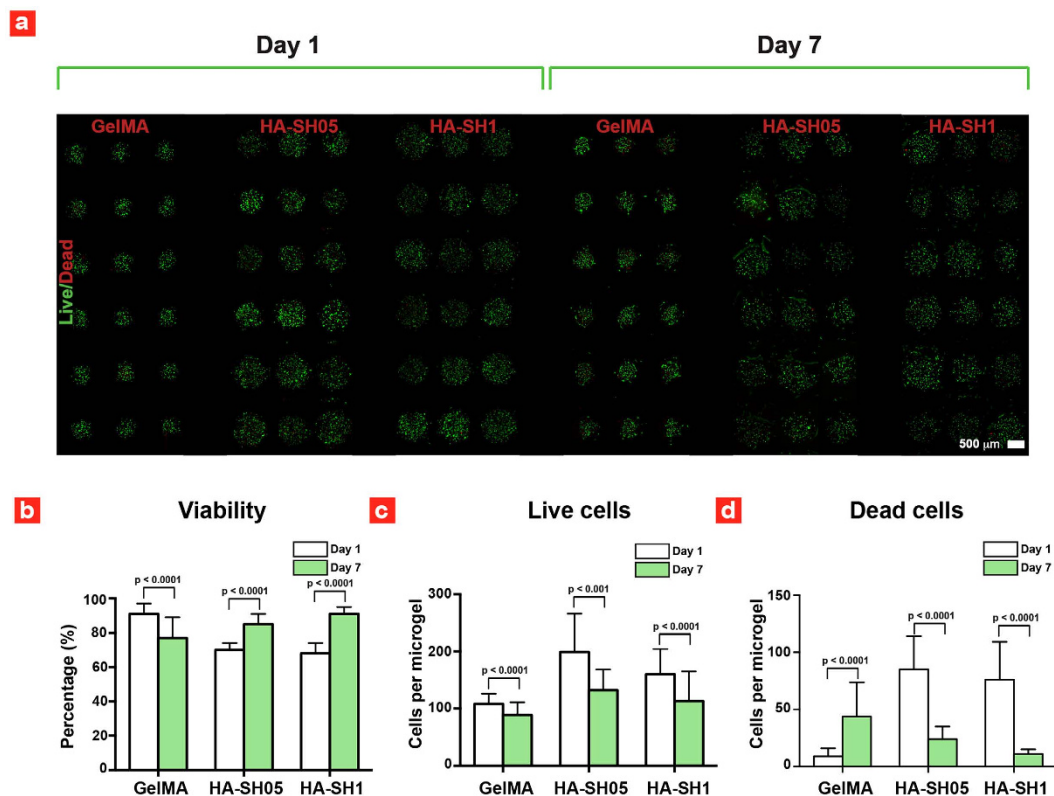 a
Day 1 Day 7
GelMA HA-SH05 HA-SH1 GelMA HA-SH05 HA-SH1
Live/Dead
500 μm
b Viability
Day 1
Day 7
p < 0.0001 p < 0.0001 p < 0.0001
Percentage (%)
100
80
60
40
20
0
GelMA HA-SH05 HA-SH1
c Live cells
Day 1
Day 7
p < 0.0001 p < 0.001 p < 0.0001
Cells per microgel
300
200
100
0
GelMA HA-SH05 HA-SH1
d Dead cells
Day 1
Day 7
p < 0.0001 p < 0.0001 p < 0.0001
Cells per microgel
150
100
50
0
GelMA HA-SH05 HA-SH1